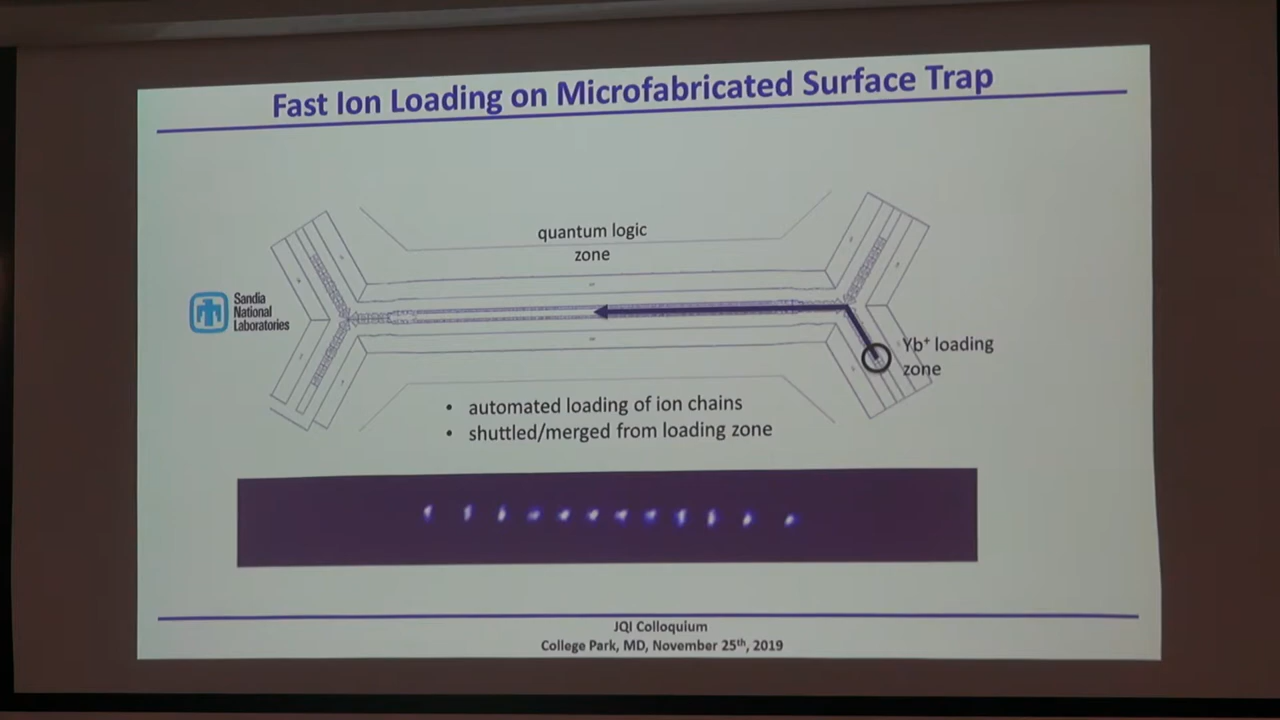 Fast Ion Loading on Microfabricated Surface Trap
quantum logic
zone
Sandia
National
Laboratories
Yb⁺ loading
zone
• automated loading of ion chains
• shuttled/merged from loading zone
JQI Colloquium
College Park, MD, November 25th, 2019